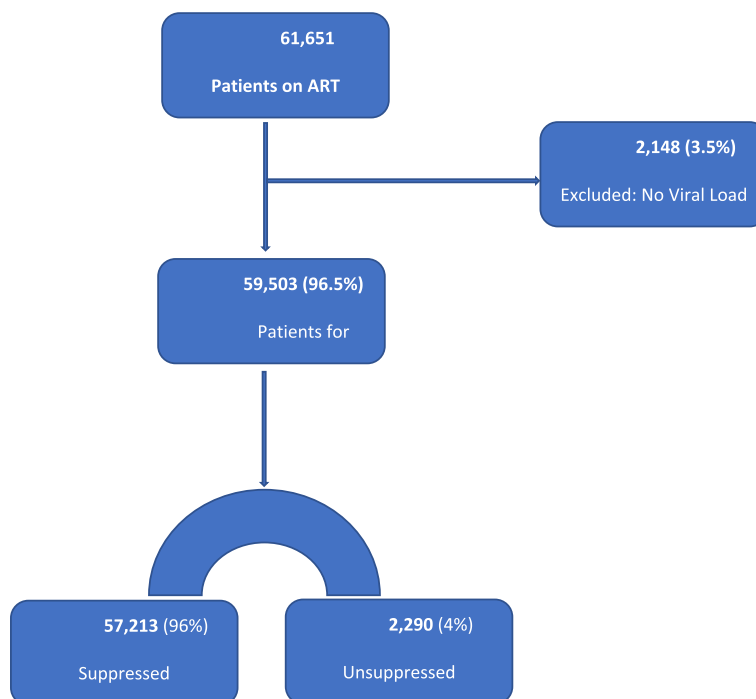 61,651
Patients on ART
2,148 (3.5%)
Excluded: No Viral Load
59,503 (96.5%)
Patients for
57,213 (96%)
Suppressed
2,290 (4%)
Unsuppressed